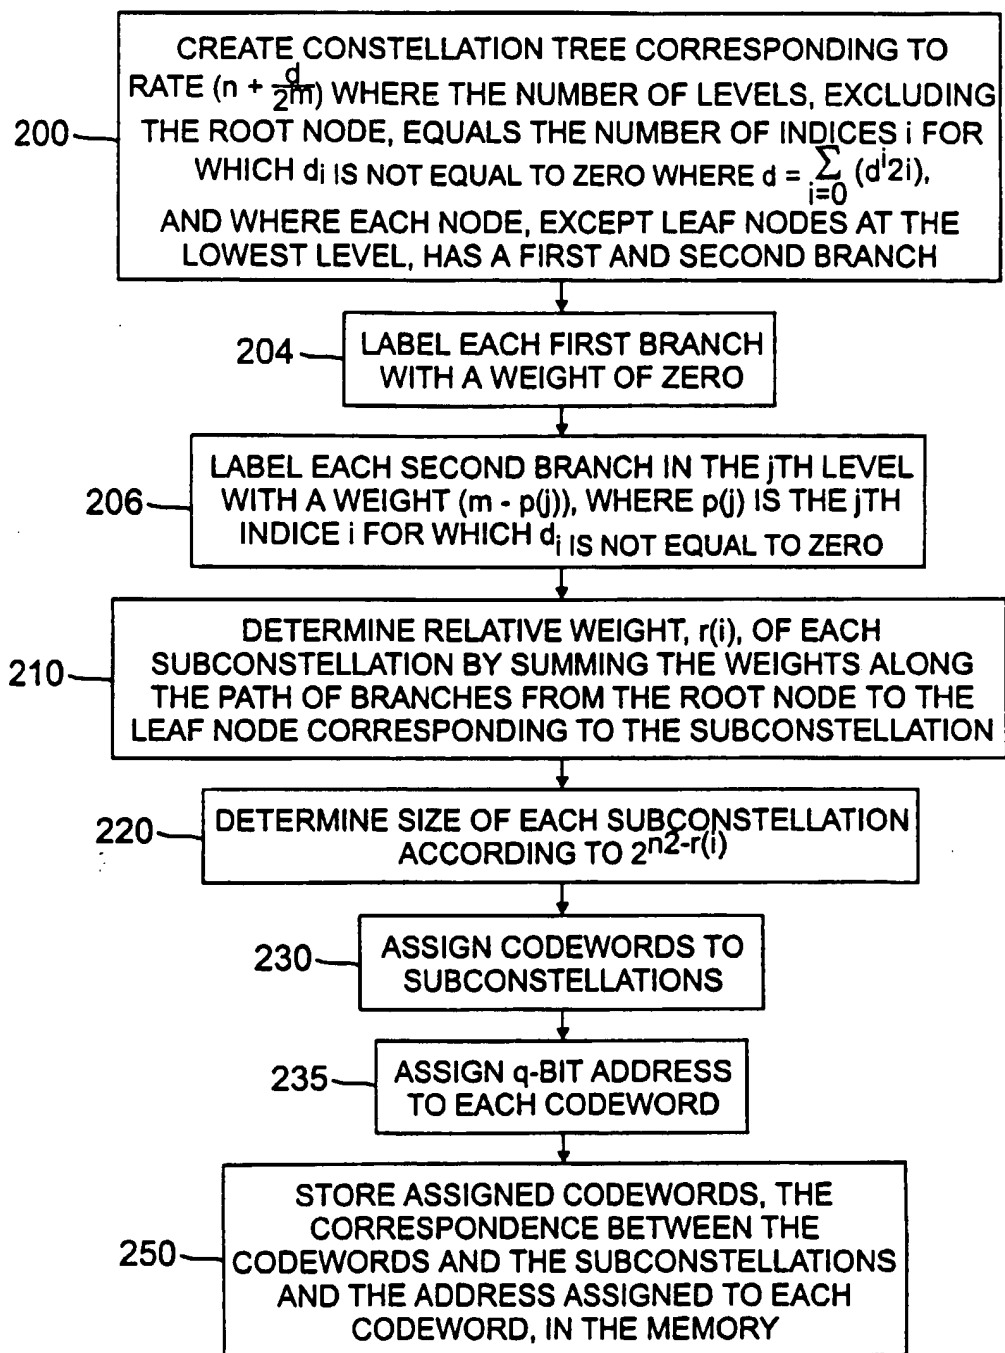 CREATE CONSTELLATION TREE CORRESPONDING TO
RATE (n + d/2m) WHERE THE NUMBER OF LEVELS, EXCLUDING
200
THE ROOT NODE, EQUALS THE NUMBER OF INDICES i FOR
WHICH di IS NOT EQUAL TO ZERO WHERE d = Σ i=0 (d^i2i),
AND WHERE EACH NODE, EXCEPT LEAF NODES AT THE
LOWEST LEVEL, HAS A FIRST AND SECOND BRANCH
204
LABEL EACH FIRST BRANCH
WITH A WEIGHT OF ZERO
LABEL EACH SECOND BRANCH IN THE jTH LEVEL
206
WITH A WEIGHT (m - p(j)), WHERE p(j) IS THE jTH
INDICE i FOR WHICH di IS NOT EQUAL TO ZERO
DETERMINE RELATIVE WEIGHT, r(i), OF EACH
SUBCONSTELLATION BY SUMMING THE WEIGHTS ALONG
210
THE PATH OF BRANCHES FROM THE ROOT NODE TO THE
LEAF NODE CORRESPONDING TO THE SUBCONSTELLATION
220
DETERMINE SIZE OF EACH SUBCONSTELLATION
ACCORDING TO 2^n2-r(i)
230
ASSIGN CODEWORDS TO
SUBCONSTELLATIONS
235
ASSIGN q-BIT ADDRESS
TO EACH CODEWORD
STORE ASSIGNED CODEWORDS, THE
CORRESPONDENCE BETWEEN THE
250
CODEWORDS AND THE SUBCONSTELLATIONS
AND THE ADDRESS ASSIGNED TO EACH
CODEWORD, IN THE MEMORY